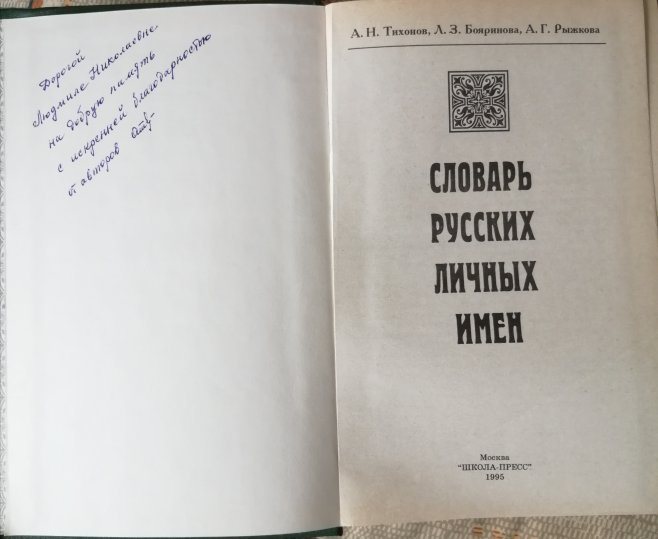 Дорогой
Людмиле Николаевне
на добрую память
с искренней благодарностью
от авторов
А. Н. Тихонов, Л. З. Бояринова, А. Г. Рыжкова
СЛОВАРЬ
РУССКИХ
ЛИЧНЫХ
ИМЕН
Москва
"ШКОЛА-ПРЕСС"
1995